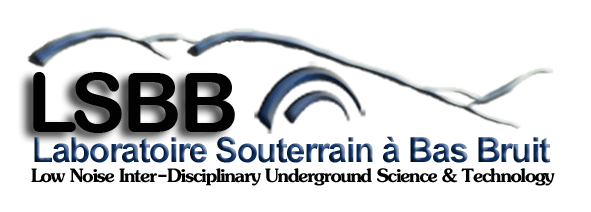 LSBB
Laboratoire Souterrain à Bas Bruit
Low Noise Inter-Disciplinary Underground Science & Technology